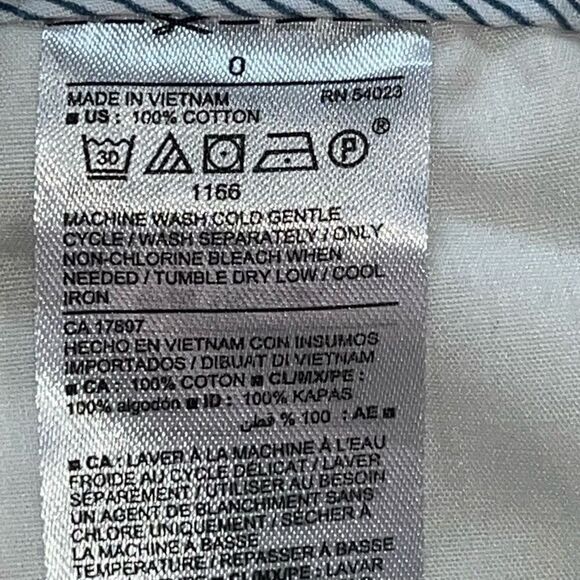 0
MADE IN VIETNAM RN 54023
■ US : 100% COTTON
30 P ®
1166
MACHINE WASH COLD GENTLE
CYCLE / WASH SEPARATELY / ONLY
NON-CHLORINE BLEACH WHEN
NEEDED / TUMBLE DRY LOW / COOL
IRON
CA 17897
HECHO EN VIETNAM CON INSUMOS
IMPORTADOS / DIBUAT DI VIETNAM
■ CA : 100% COTON ■ CL/MX/PE :
100% algodón ■ ID : 100% KAPAS
■ AE : 100 % قطن
■ CA : LAVER À LA MACHINE À L'EAU
FROIDE AU CYCLE DÉLICAT / LAVER
SÉPARÉMENT / UTILISER AU BESOIN
UN AGENT DE BLANCHIMENT SANS
CHLORE UNIQUEMENT / SÉCHER À
LA MACHINE À BASSE
TEMPÉRATURE / REPASSER À BASSE